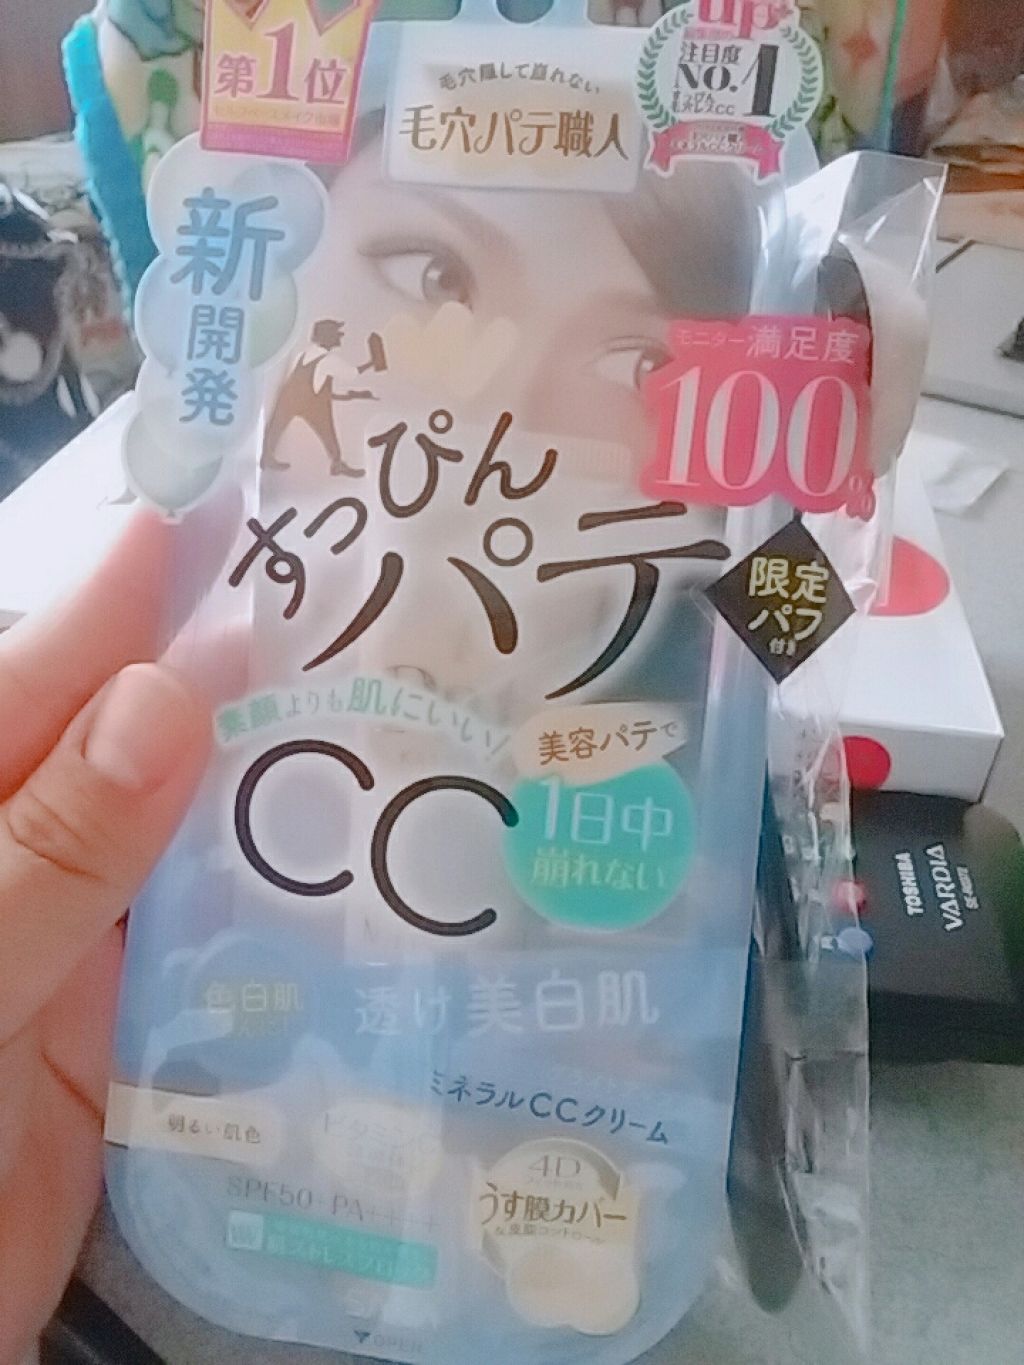 第1位
毛穴隠して崩れない
毛穴パテ職人
up
注目度
NO.1
新
開
発
モニター満足度
100%
すっぴん
パテ
限定
パフ
付き
素顔よりも肌にいい!
CC
美容パテで
1日中
崩れない
色白肌
透け美白肌
ミネラルCCクリーム
明るい肌色
SPF50+PA++++
4D
うす膜カバー
OPEN
TOSHIBA
VARDIA